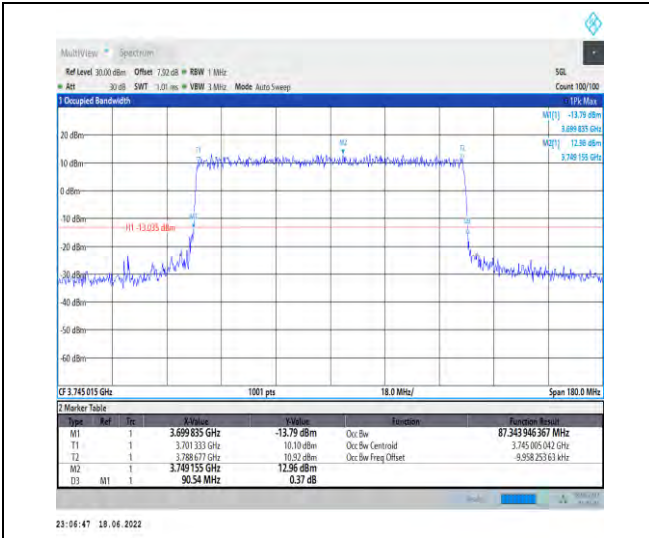 MultiView Spectrum
Ref Level 30.00 dBm Offset 7.92 dB RBW 1 MHz SGL
Att 30 dB SWT 1.01 ms VBW 3 MHz Mode Auto Sweep Count 100/100
1 Occupied Bandwidth 1Pk Max
M1[1] -13.79 dBm
3.699 835 GHz
M2[1] 12.96 dBm
3.749 155 GHz
20 dBm
M2
T1
T2
10 dBm
0 dBm
-10 dBm
M1
H1 -13.035 dBm
-20 dBm
-30 dBm
-40 dBm
-50 dBm
-60 dBm
CF 3.745 015 GHz 1001 pts 18.0 MHz/ Span 180.0 MHz
2 Marker Table
Type Ref Trc X-Value Y-Value Function Function Result
M1 1 3.699 835 GHz -13.79 dBm Occ Bw 87.343 946 367 MHz
T1 1 3.701 333 GHz 10.10 dBm Occ Bw Centroid 3.745 005 042 GHz
T2 1 3.788 677 GHz 10.92 dBm Occ Bw Freq Offset -9.958 253 63 kHz
M2 1 3.749 155 GHz 12.96 dBm
D3 M1 1 90.54 MHz 0.37 dB
23:06:47 18.06.2022